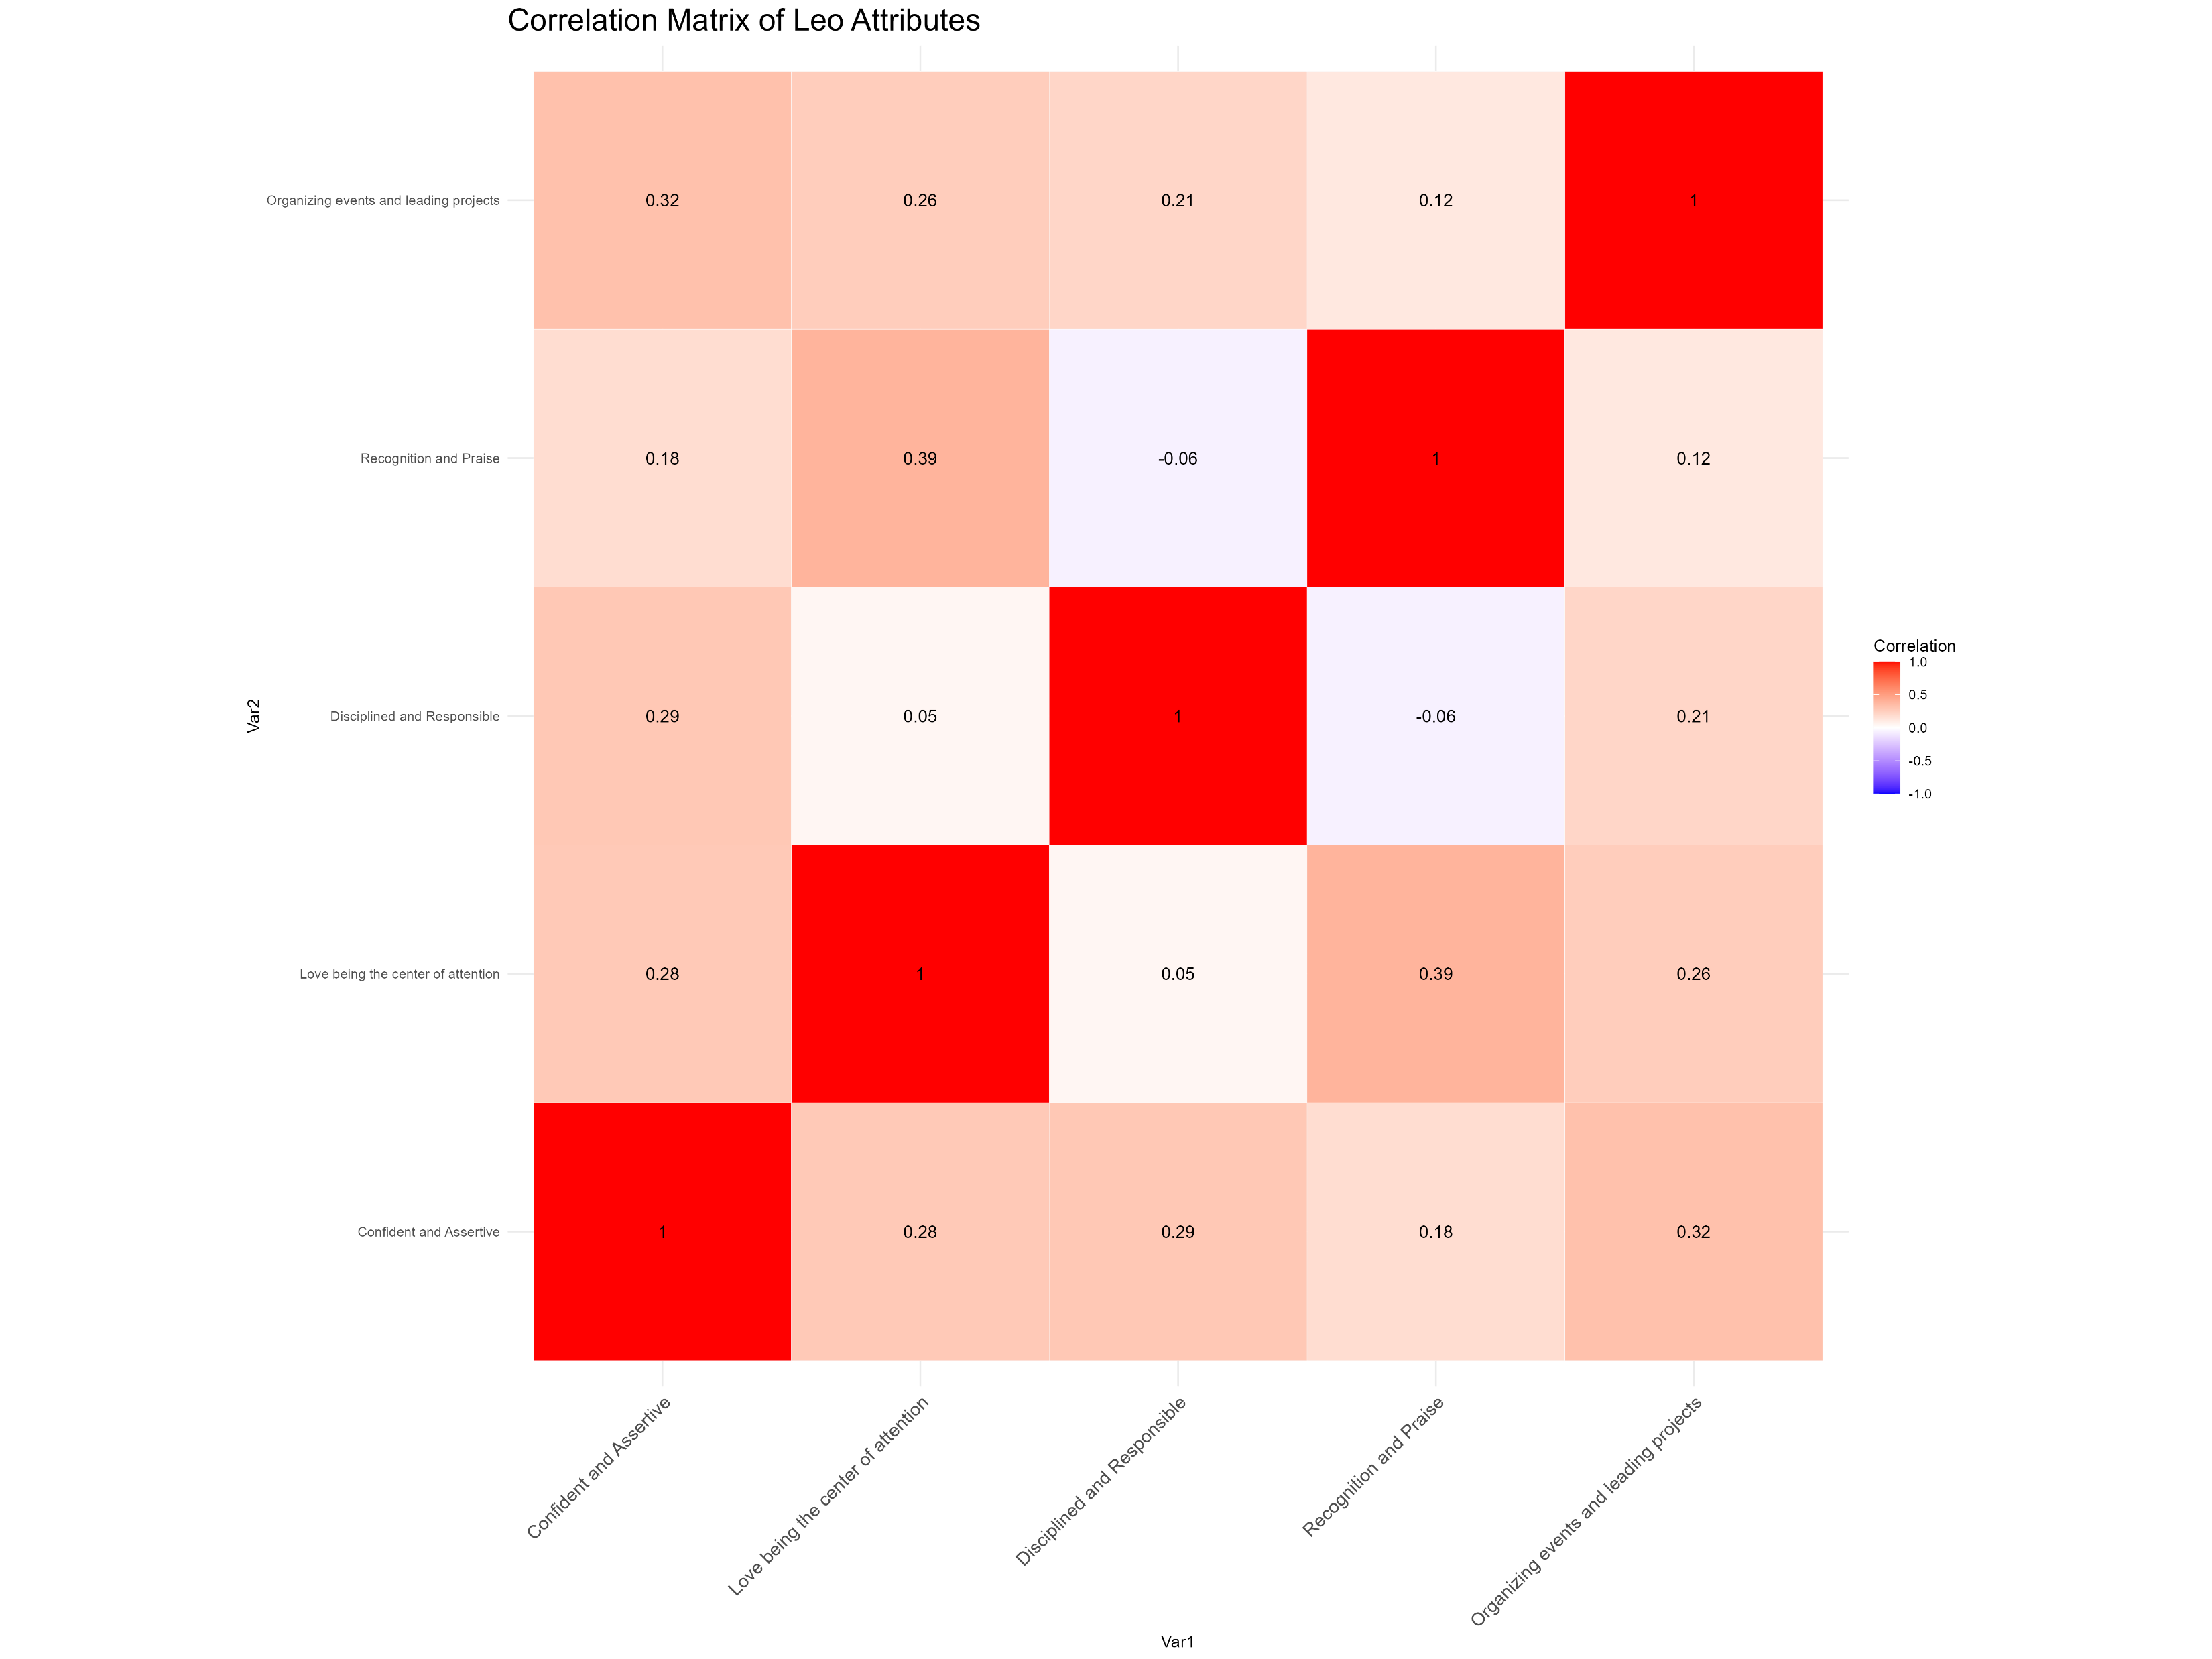 Correlation Matrix of Leo Attributes
Organizing events and leading projects
0.32 0.26 0.21 0.12 1
Recognition and Praise
0.18 0.39 -0.06 1 0.12
Disciplined and Responsible
0.29 0.05 1 -0.06 0.21
Love being the center of attention
0.28 1 0.05 0.39 0.26
Confident and Assertive
1 0.28 0.29 0.18 0.32
Var2
Confident and Assertive
Love being the center of attention
Disciplined and Responsible
Recognition and Praise
Organizing events and leading projects
Var1
Correlation
1.0
0.5
0.0
-0.5
-1.0